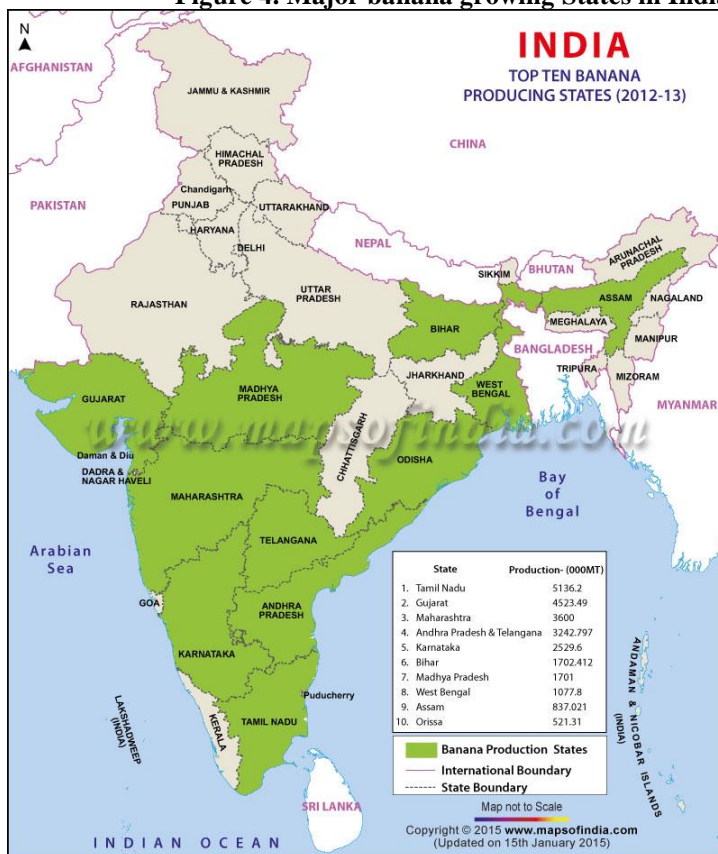 Figure 4. Major banana growing States in Indi
N
INDIA
TOP TEN BANANA
PRODUCING STATES (2012-13)
AFGHANISTAN
JAMMU & KASHMIR
CHINA
HIMACHAL
PRADESH
Chandigarh
PUNJAB
PAKISTAN
UTTARAKHAND
HARYANA
DELHI
NEPAL
SIKKIM
BHUTAN
ARUNACHAL
PRADESH
RAJASTHAN
UTTAR
PRADESH
ASSAM
NAGALAND
BIHAR
MEGHALAYA
MANIPUR
BANGLADESH
JHARKHAND
TRIPURA
MIZORAM
GUJARAT
MADHYA
PRADESH
WEST
BENGAL
MYANMAR
www.mapsofindia.com
CHHATTISGARH
Daman & Diu
DADRA &
NAGAR HAVELI
ODISHA
MAHARASHTRA
Bay
of
Bengal
TELANGANA
Arabian
Sea
GOA
ANDHRA
PRADESH
KARNATAKA
Puducherry
LAKSHADWEEP
(INDIA)
KERALA
TAMIL NADU
ANDAMAN & NICOBAR ISLANDS
(INDIA)
SRI LANKA
INDIAN OCEAN
State Production- (000MT)
1. Tamil Nadu 5136.2
2. Gujarat 4523.49
3. Maharashtra 3600
4. Andhra Pradesh & Telangana 3242.797
5. Karnataka 2529.6
6. Bihar 1702.412
7. Madhya Pradesh 1701
8. West Bengal 1077.8
9. Assam 837.021
10. Orissa 521.31
Banana Production States
International Boundary
State Boundary
Map not to Scale
Copyright © 2015 www.mapsofindia.com
(Updated on 15th January 2015)